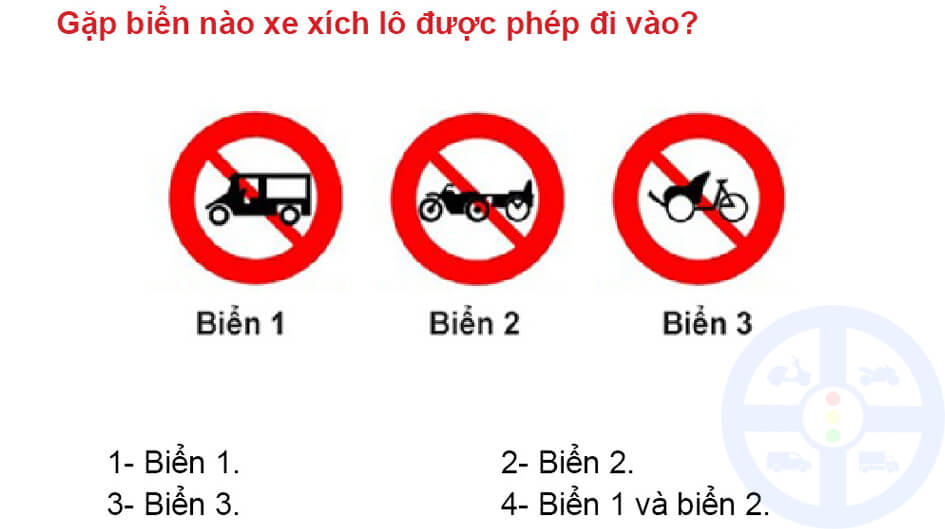 Gặp biển nào xe xích lô được phép đi vào?
Biển 1 Biển 2 Biển 3
1- Biển 1. 2- Biển 2.
3- Biển 3. 4- Biển 1 và biển 2.